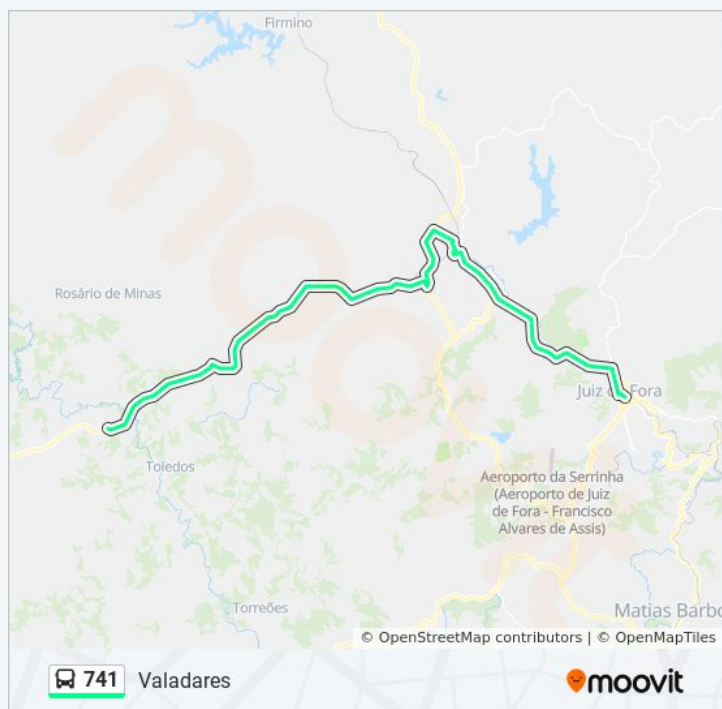 Firmino
Rosário de Minas
Juiz de Fora
Toledos
Aeroporto da Serrinha
(Aeroporto de Juiz
de Fora - Francisco
Alvares de Assis)
Torreões
Matias Barbo
© OpenStreetMap contributors | © OpenMapTiles
741 Valadares
moovit
moovit